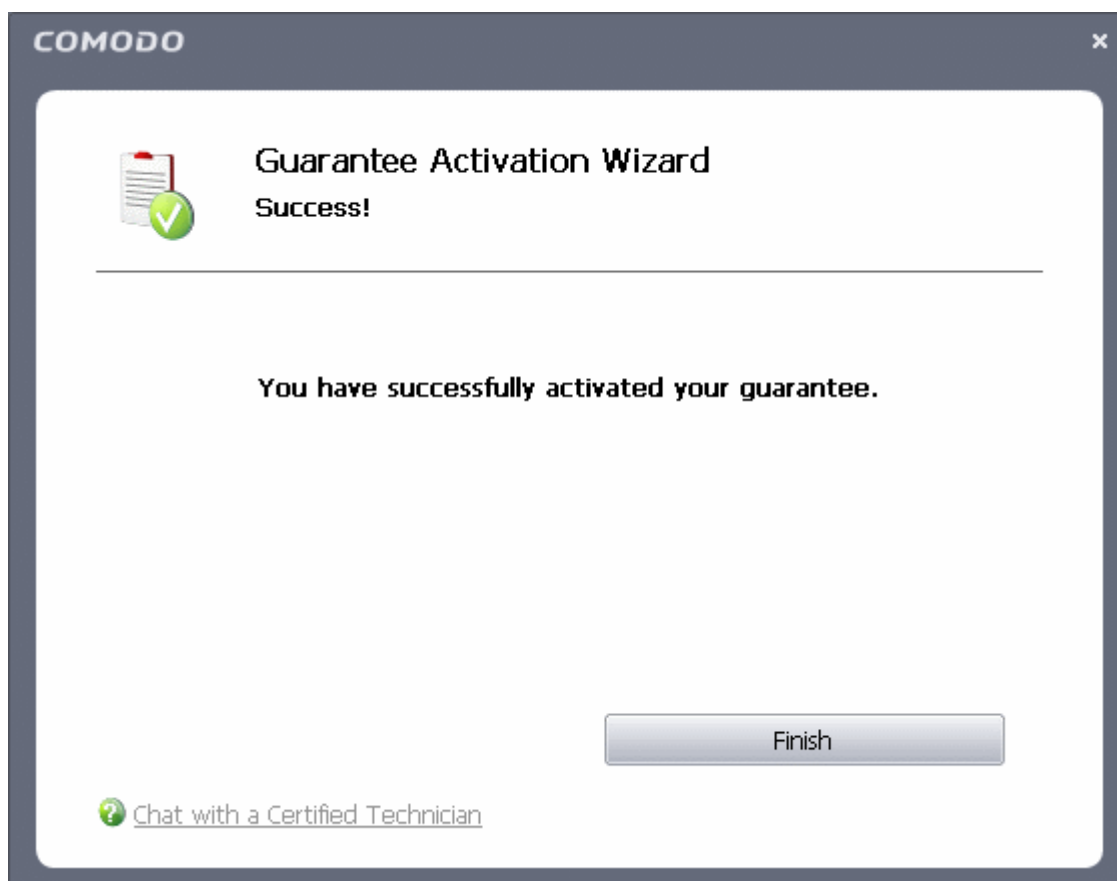 COMODO
Guarantee Activation Wizard
Success!
You have successfully activated your guarantee.
Finish
Chat with a Certified Technician